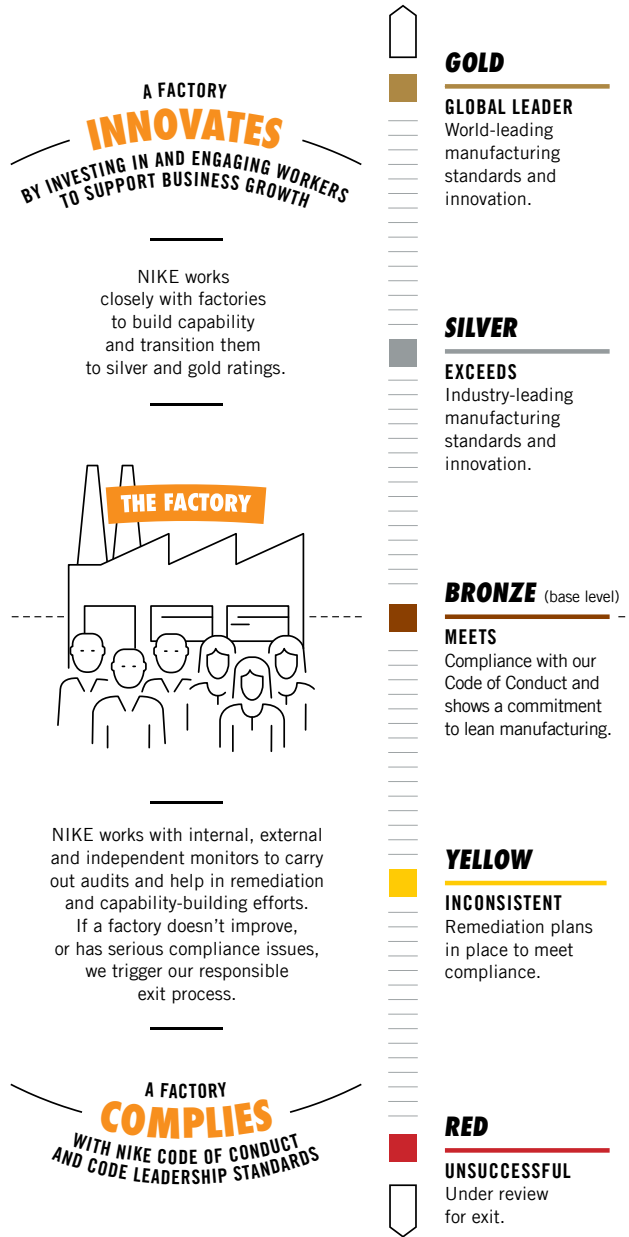 A FACTORY
INNOVATES
BY INVESTING IN AND ENGAGING WORKERS
TO SUPPORT BUSINESS GROWTH
NIKE works
closely with factories
to build capability
and transition them
to silver and gold ratings.
THE FACTORY
NIKE works with internal, external
and independent monitors to carry
out audits and help in remediation
and capability-building efforts.
If a factory doesn’t improve,
or has serious compliance issues,
we trigger our responsible
exit process.
A FACTORY
COMPLIES
WITH NIKE CODE OF CONDUCT
AND CODE LEADERSHIP STANDARDS
GOLD
GLOBAL LEADER
World-leading
manufacturing
standards and
innovation.
SILVER
EXCEEDS
Industry-leading
manufacturing
standards and
innovation.
BRONZE (base level)
MEETS
Compliance with our
Code of Conduct and
shows a commitment
to lean manufacturing.
YELLOW
INCONSISTENT
Remediation plans
in place to meet
compliance.
RED
UNSUCCESSFUL
Under review
for exit.